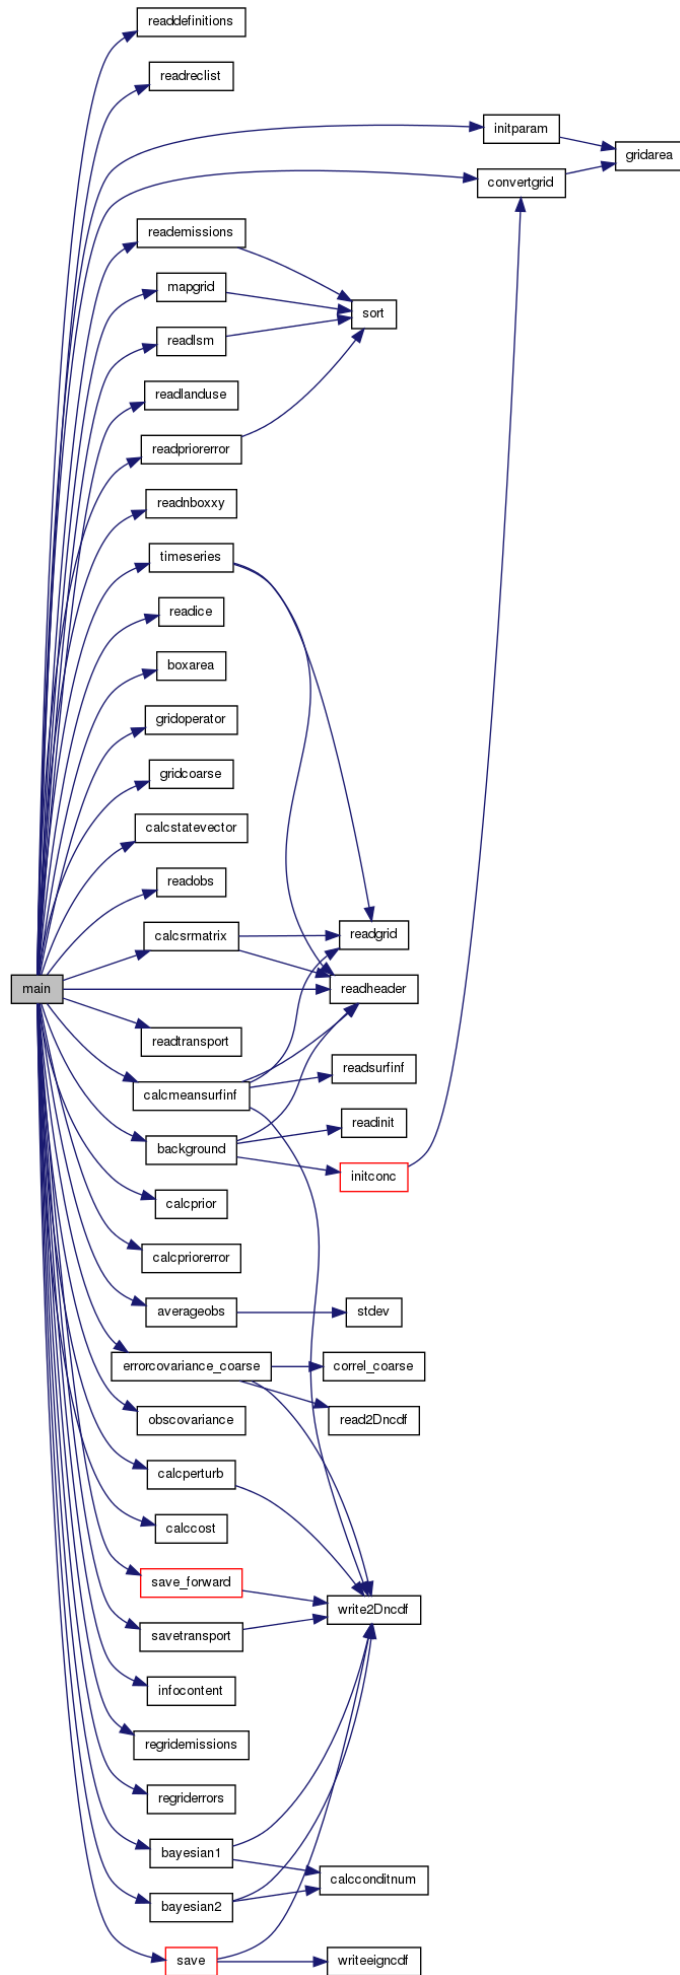 readdefinitions
readreclist
initparam
gridarea
convertgrid
reademissions
mapgrid
sort
readlsm
readlanduse
readpriorerror
readnboxxy
timeseries
readice
boxarea
gridoperator
gridcoarse
calcstatevector
readobs
calcsrmatrix
readgrid
main
readheader
readtransport
readsurfinf
calcmeansurfinf
readinit
background
initconc
calcprior
calcpriorerror
averageobs
stdev
errorcovariance_coarse
correl_coarse
obscovariance
read2Dncdf
calcperturb
calccost
save_forward
write2Dncdf
savetransport
infocontent
regridemissions
regriderrors
bayesian1
calcconditnum
bayesian2
save
writeeigncdf